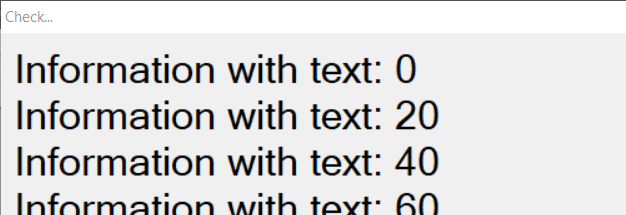 Check...
Information with text: 0
Information with text: 20
Information with text: 40
Information with text: 60